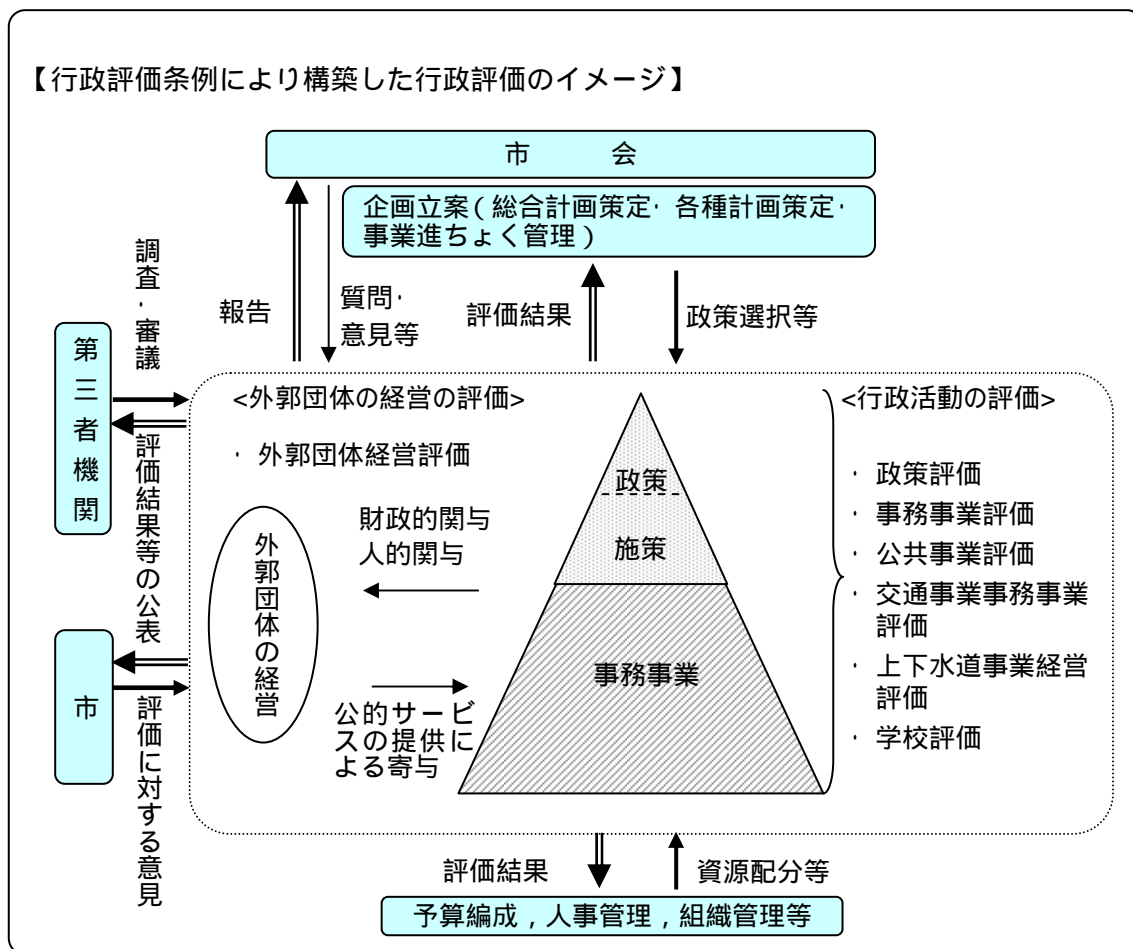 【行政評価条例により構築した行政評価のイメージ】
市 会
企画立案(総合計画策定・各種計画策定・
事業進ちょく管理)
調査・審議
報告
質問・
意見等
評価結果
政策選択等
第三者機関
<外郭団体の経営の評価>
・ 外郭団体経営評価
<行政活動の評価>
・ 政策評価
・ 事務事業評価
・ 公共事業評価
・ 交通事業事務事業
評価
・ 上下水道事業経営
評価
・ 学校評価
政策
施策
事務事業
財政的関与
人的関与
外郭団体の経営
公的サービ
スの提供に
よる寄与
評価結果等の公表
市
評価に対する意見
評価結果
資源配分等
予算編成,人事管理,組織管理等